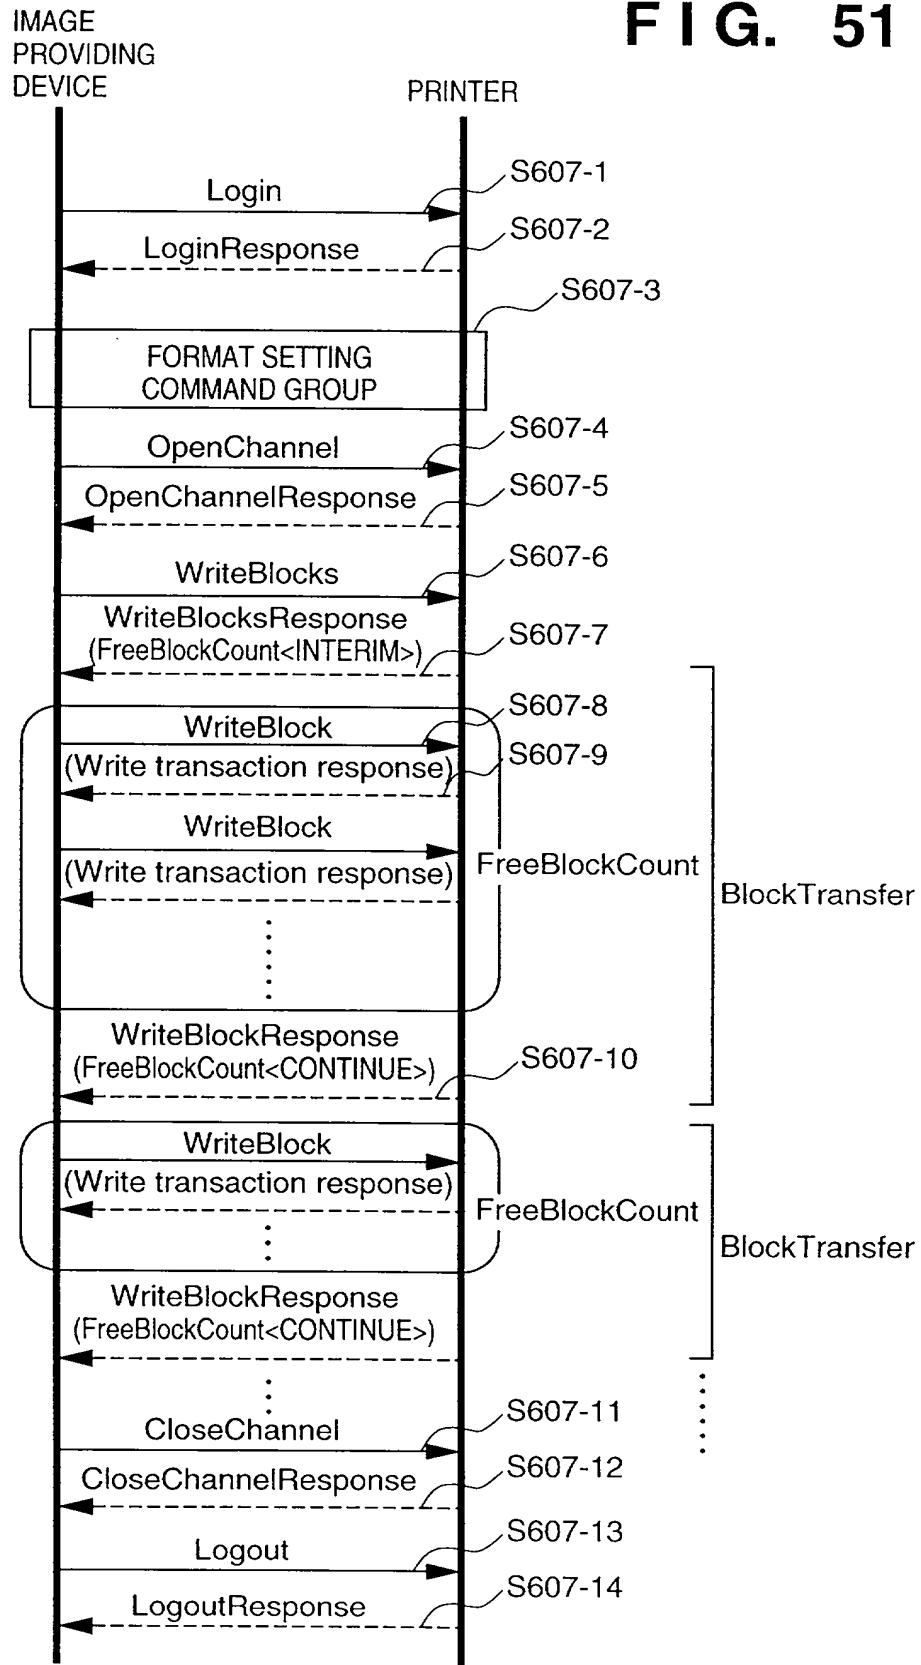 FIG. 51
IMAGE
PROVIDING
DEVICE
PRINTER
S607-1
Login
S607-2
LoginResponse
S607-3
FORMAT SETTING
COMMAND GROUP
S607-4
OpenChannel
S607-5
OpenChannelResponse
S607-6
WriteBlocks
WriteBlocksResponse
S607-7
(FreeBlockCount<INTERIM>)
S607-8
WriteBlock
S607-9
(Write transaction response)
WriteBlock
(Write transaction response)
FreeBlockCount
BlockTransfer
WriteBlockResponse
S607-10
(FreeBlockCount<CONTINUE>)
WriteBlock
(Write transaction response)
FreeBlockCount
BlockTransfer
WriteBlockResponse
(FreeBlockCount<CONTINUE>)
S607-11
CloseChannel
S607-12
CloseChannelResponse
S607-13
Logout
S607-14
LogoutResponse